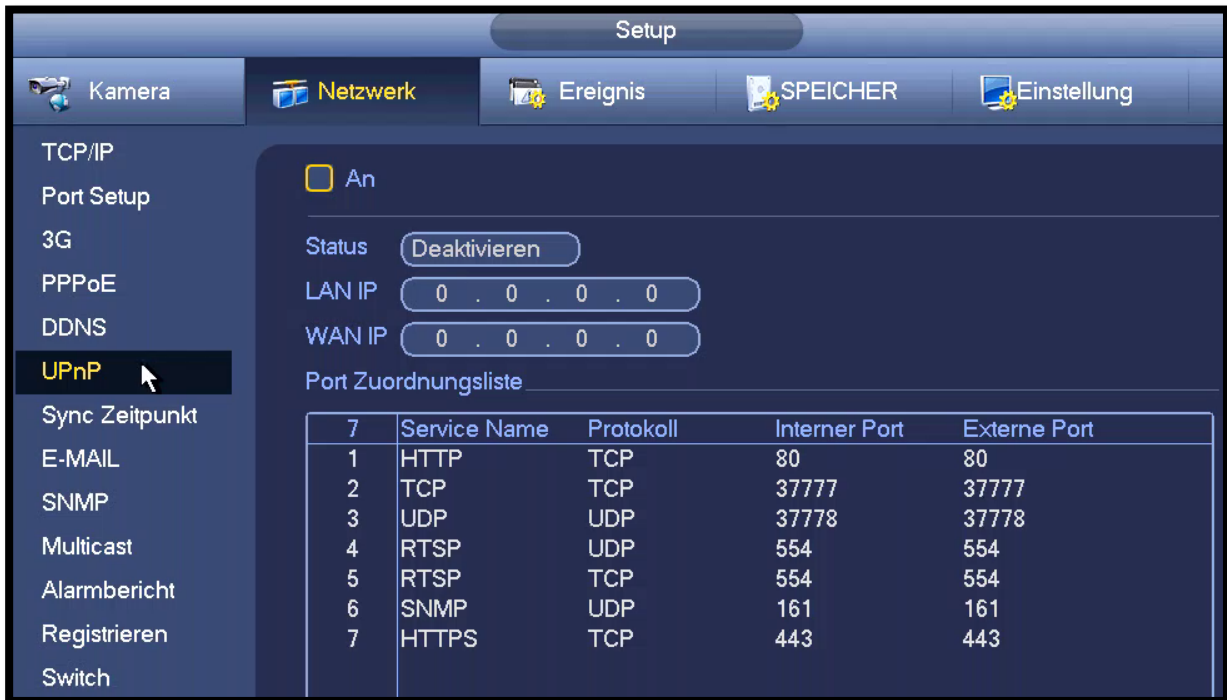 Setup
Kamera Netzwerk Ereignis SPEICHER Einstellung
TCP/IP
Port Setup
3G
PPPoE
DDNS
UPnP
Sync Zeitpunkt
E-MAIL
SNMP
Multicast
Alarmbericht
Registrieren
Switch
An
Status Deaktivieren
LAN IP 0 . 0 . 0 . 0
WAN IP 0 . 0 . 0 . 0
Port Zuordnungsliste
7 Service Name Protokoll Interner Port Externe Port
1 HTTP TCP 80 80
2 TCP TCP 37777 37777
3 UDP UDP 37778 37778
4 RTSP UDP 554 554
5 RTSP TCP 554 554
6 SNMP UDP 161 161
7 HTTPS TCP 443 443